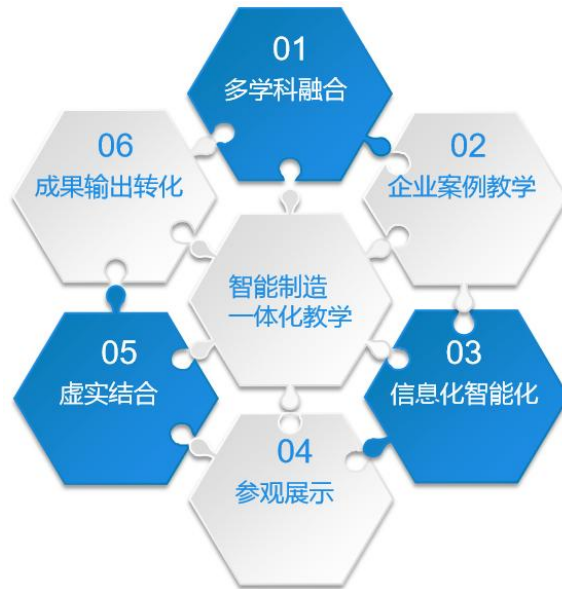 01
多学科融合
02
企业案例教学
03
信息化智能化
04
参观展示
05
虚实结合
06
成果输出转化
智能制造
一体化教学